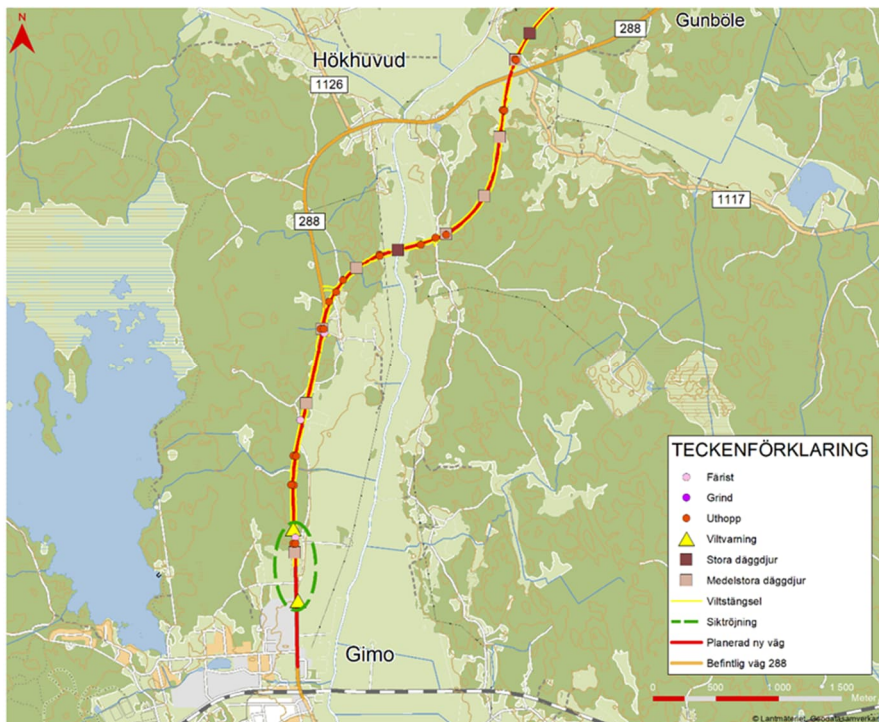 N
Gunböle
288
Hökhuvud
1126
1117
288
TECKENFÖRKLARING
Färist
Grind
Uthopp
Viltvarning
Stora däggdjur
Medelstora däggdjur
Viltstängsel
Siktröjning
Planerad ny väg
Befintlig väg 288
Gimo
0 500 1 000 1 500
Meter
© Lantmäteriet, Geodatasamverkan